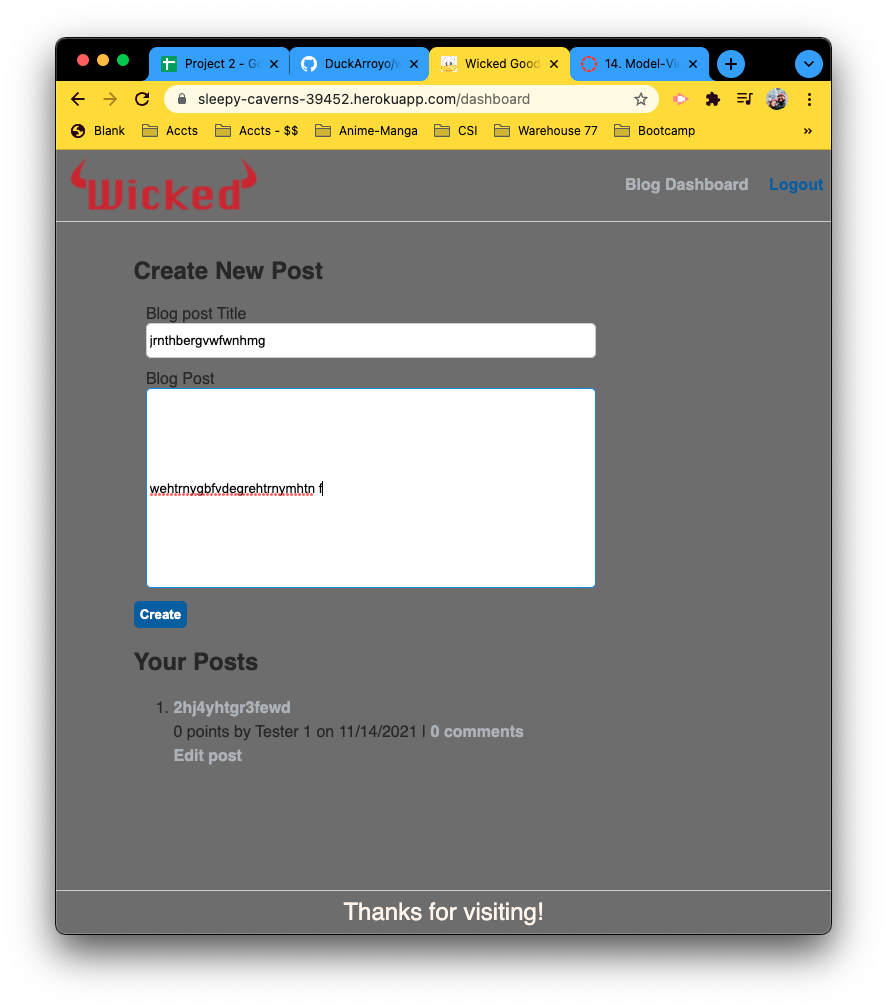 Project 2 - Go
DuckArroyo/w
Wicked Good
14. Model-Vi
sleepy-caverns-39452.herokuapp.com/dashboard
Blank Accts Accts - $$ Anime-Manga CSI Warehouse 77 Bootcamp »
Wicked
Blog Dashboard Logout
Create New Post
Blog post Title
jrnthbergvwfwnhmg
Blog Post
wehtrnygbfvdegrehtrnymhtn f
Create
Your Posts
1. 2hj4yhtgr3fewd
0 points by Tester 1 on 11/14/2021 | 0 comments
Edit post
Thanks for visiting!